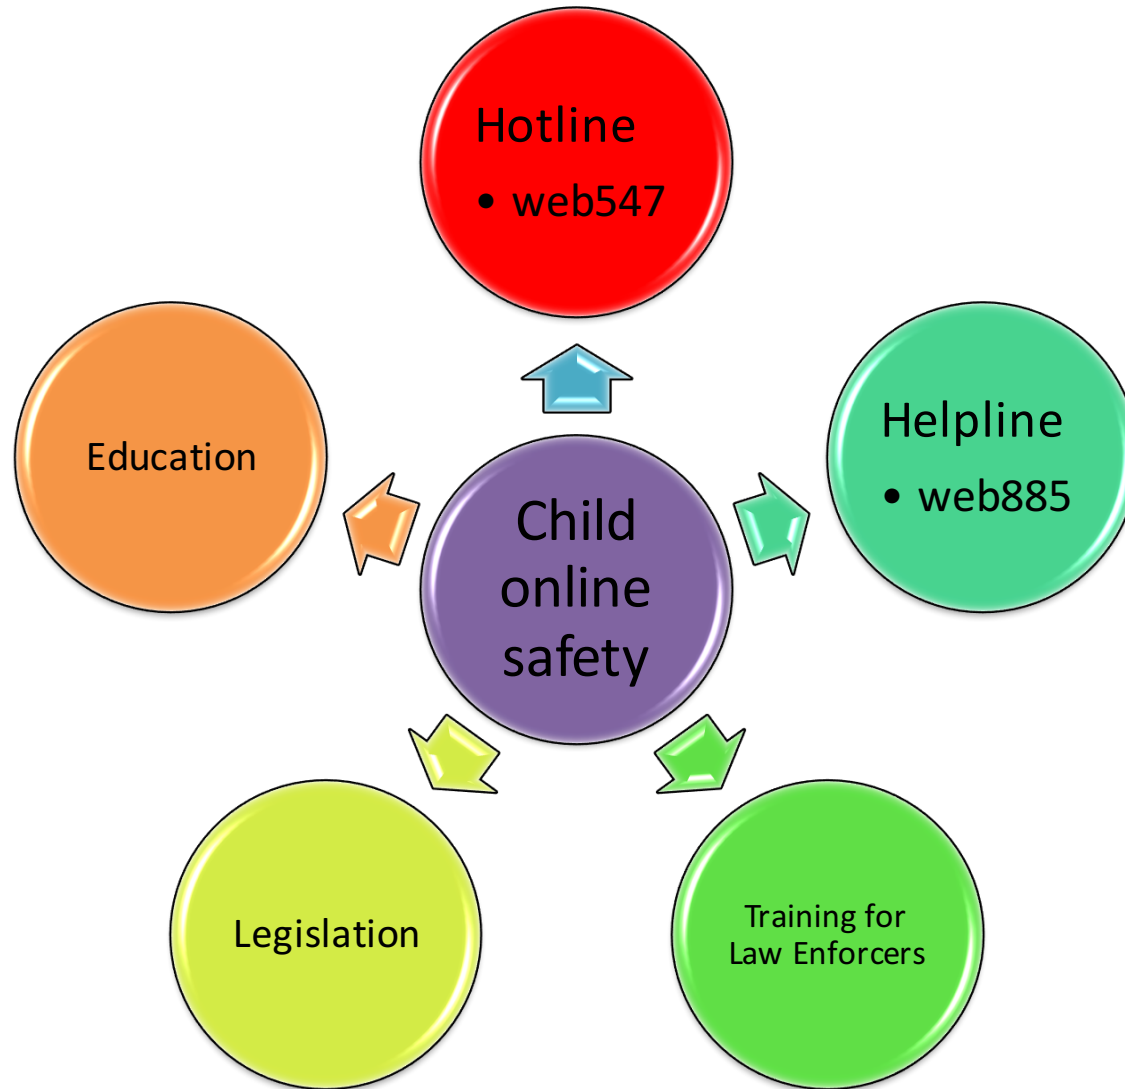 Hotline
• web547
Helpline
• web885
Education
Child
online
safety
Legislation
Training for
Law Enforcers